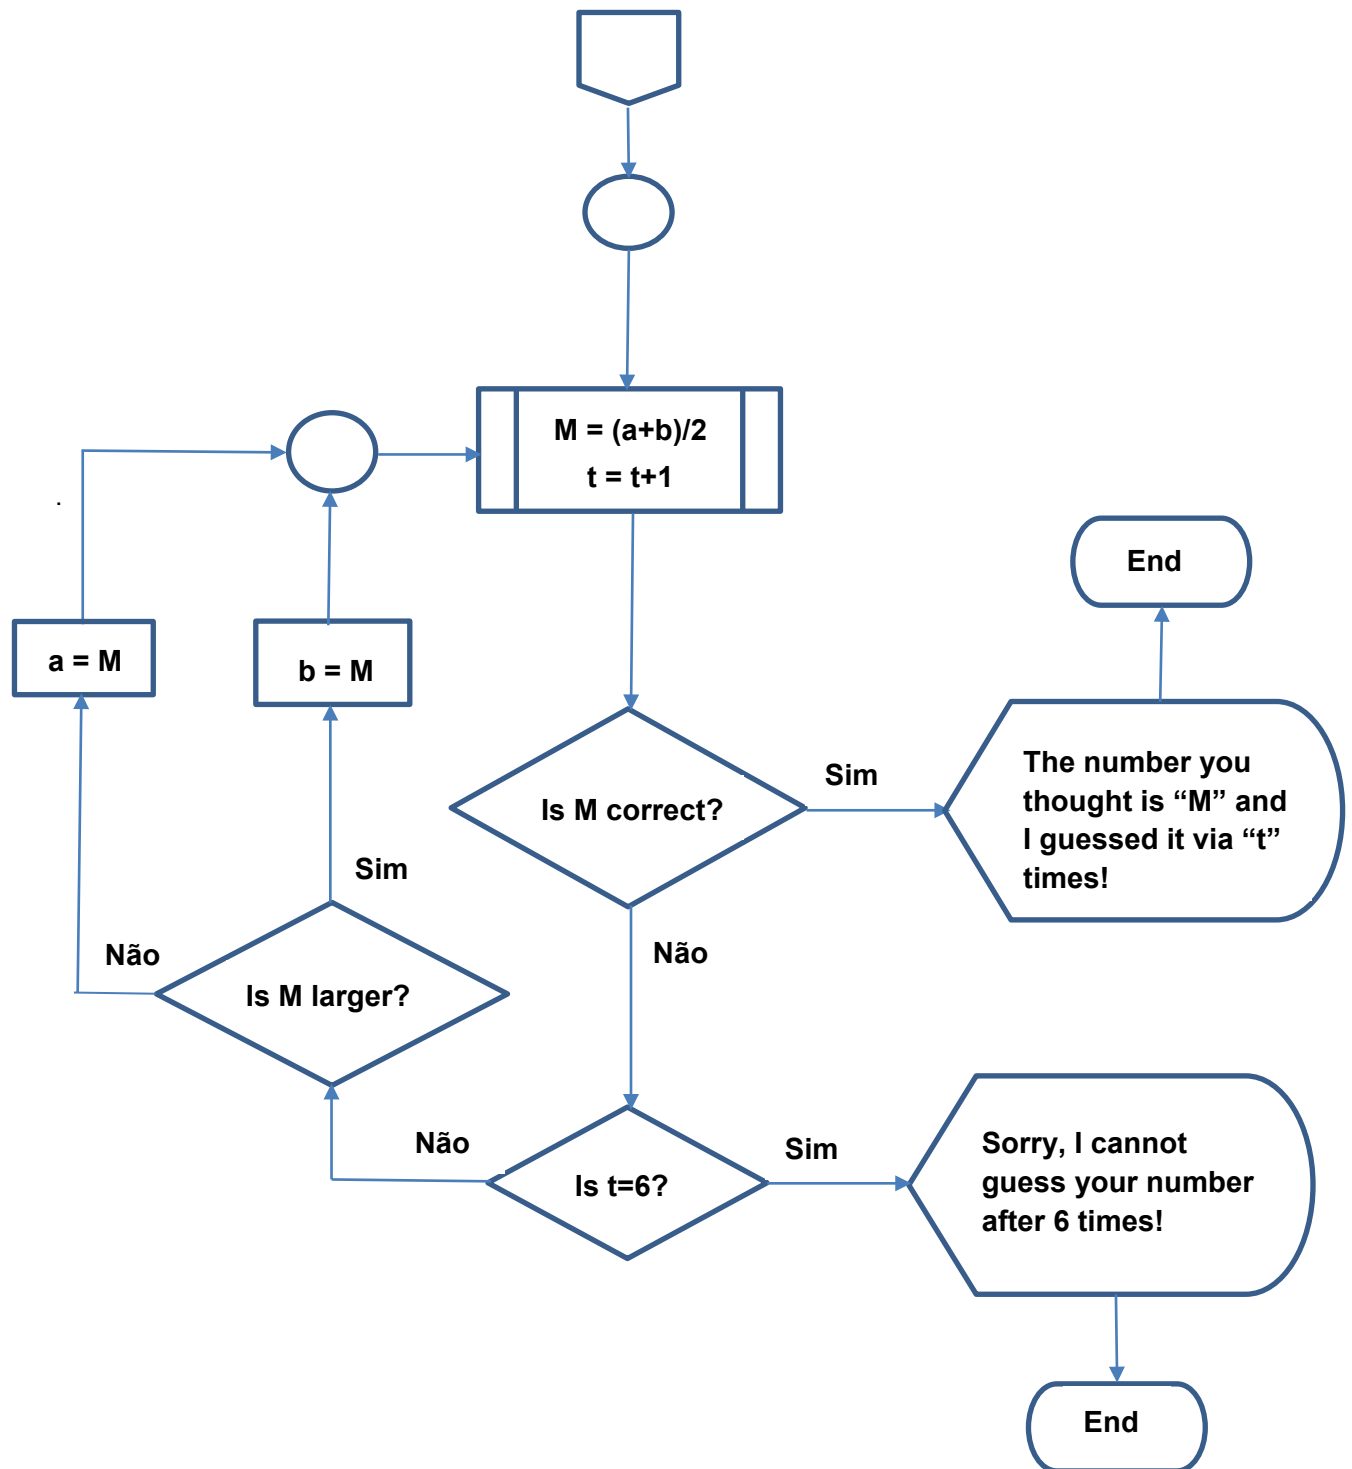 M = (a+b)/2
t = t+1
End
a = M
b = M
Is M correct?
Sim
The number you
thought is “M” and
I guessed it via “t”
times!
Sim
Não
Não
Is M larger?
Não
Is t=6?
Sim
Sorry, I cannot
guess your number
after 6 times!
End